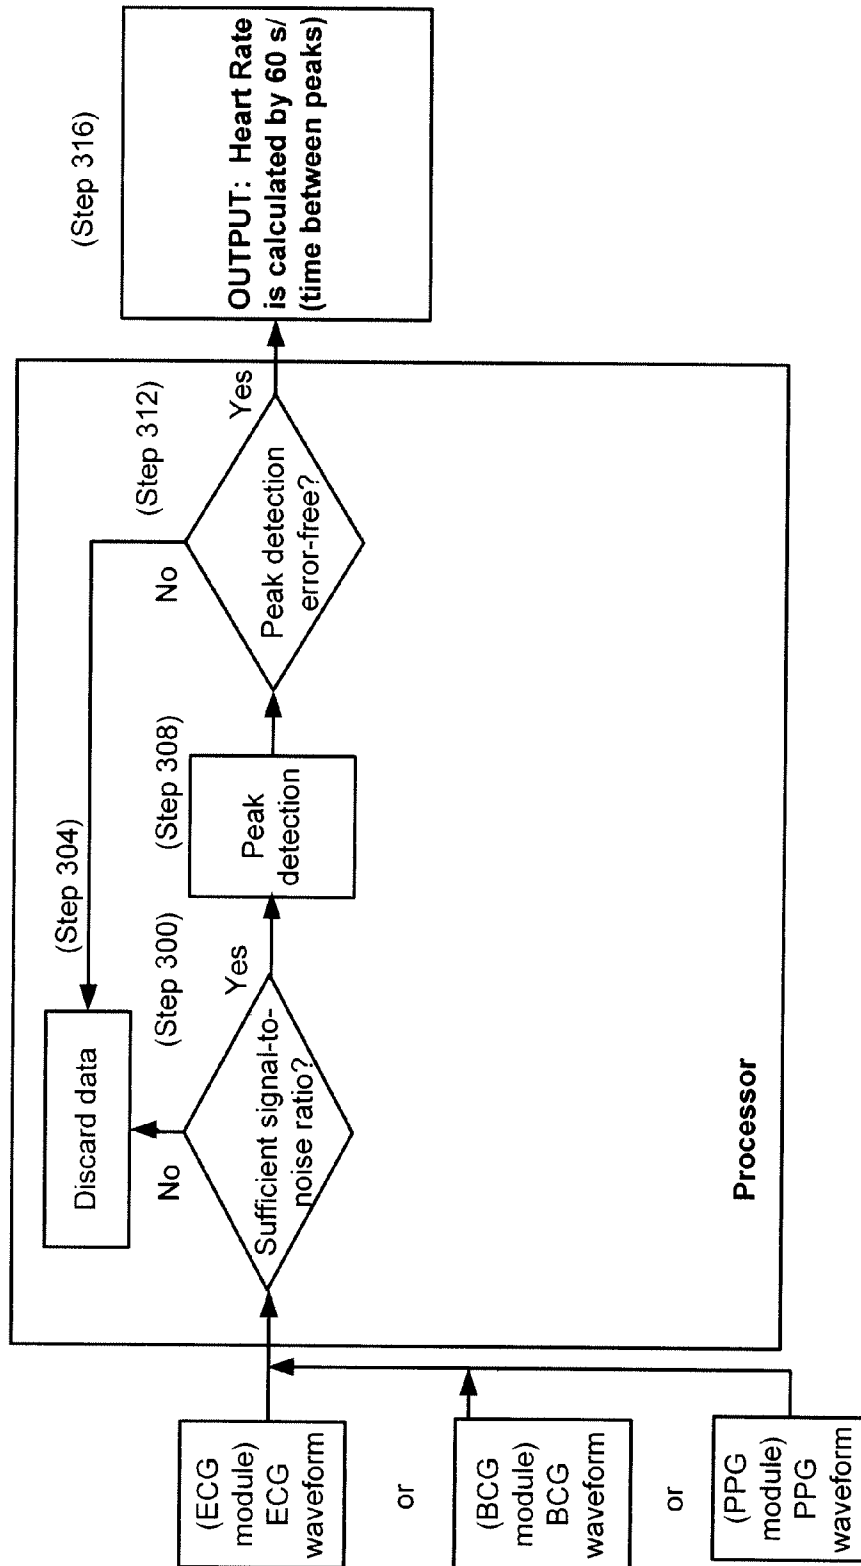 (ECG
module)
ECG
waveform
or
(BCG
module)
BCG
waveform
or
(PPG
module)
PPG
waveform
Sufficient signal-to-
noise ratio?
(Step 300)
No
Yes
Discard data
(Step 304)
Peak
detection
(Step 308)
Peak detection
error-free?
(Step 312)
No
Yes
Processor
(Step 316)
OUTPUT: Heart Rate
is calculated by 60 s/
(time between peaks)